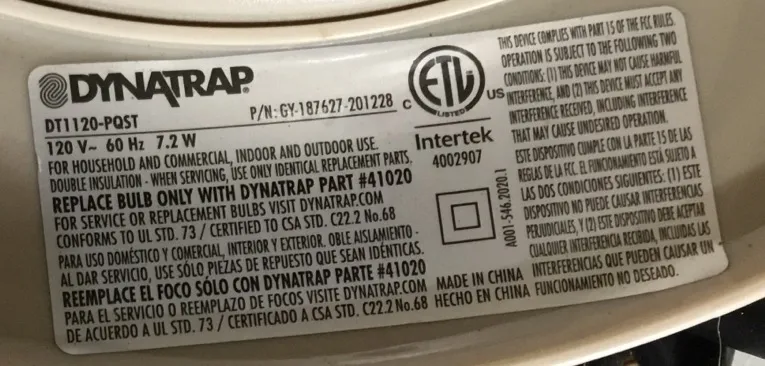 DYNATRAP
DT1120-PQST P/N: GY-187627-201228
120 V~ 60 Hz 7.2 W
FOR HOUSEHOLD AND COMMERCIAL, INDOOR AND OUTDOOR USE.
DOUBLE INSULATION - WHEN SERVICING, USE ONLY IDENTICAL REPLACEMENT PARTS.
REPLACE BULB ONLY WITH DYNATRAP PART #41020
FOR SERVICE OR REPLACEMENT BULBS VISIT DYNATRAP.COM
CONFORMS TO UL STD. 73 / CERTIFIED TO CSA STD. C22.2 No.68
PARA USO DOMÉSTICO Y COMERCIAL, INTERIOR Y EXTERIOR. OBLE AISLAMIENTO -
AL DAR SERVICIO, USE SÓLO PIEZAS DE REPUESTO QUE SEAN IDÉNTICAS.
REEMPLACE EL FOCO SÓLO CON DYNATRAP PARTE #41020
PARA EL SERVICIO O REEMPLAZO DE FOCOS VISITE DYNATRAP.COM
DE ACUERDO A UL STD. 73 / CERTIFICADO A CSA STD. C22.2 No.68
C ETL US
LISTED
Intertek
4002907
A001-546.2020.1
MADE IN CHINA
HECHO EN CHINA
THIS DEVICE COMPLIES WITH PART 15 OF THE FCC RULES.
OPERATION IS SUBJECT TO THE FOLLOWING TWO
CONDITIONS: (1) THIS DEVICE MAY NOT CAUSE HARMFUL
INTERFERENCE, AND (2) THIS DEVICE MUST ACCEPT ANY
INTERFERENCE RECEIVED, INCLUDING INTERFERENCE
THAT MAY CAUSE UNDESIRED OPERATION.
ESTE DISPOSITIVO CUMPLE CON LA PARTE 15 DE LAS
REGLAS DE LA FCC. EL FUNCIONAMIENTO ESTÁ SUJETO A
LAS DOS CONDICIONES SIGUIENTES: (1) ESTE
DISPOSITIVO NO PUEDE CAUSAR INTERFERENCIAS
PERJUDICIALES, Y (2) ESTE DISPOSITIVO DEBE ACEPTAR
CUALQUIER INTERFERENCIA RECIBIDA, INCLUIDAS LAS
INTERFERENCIAS QUE PUEDEN CAUSAR UN
FUNCIONAMIENTO NO DESEADO.